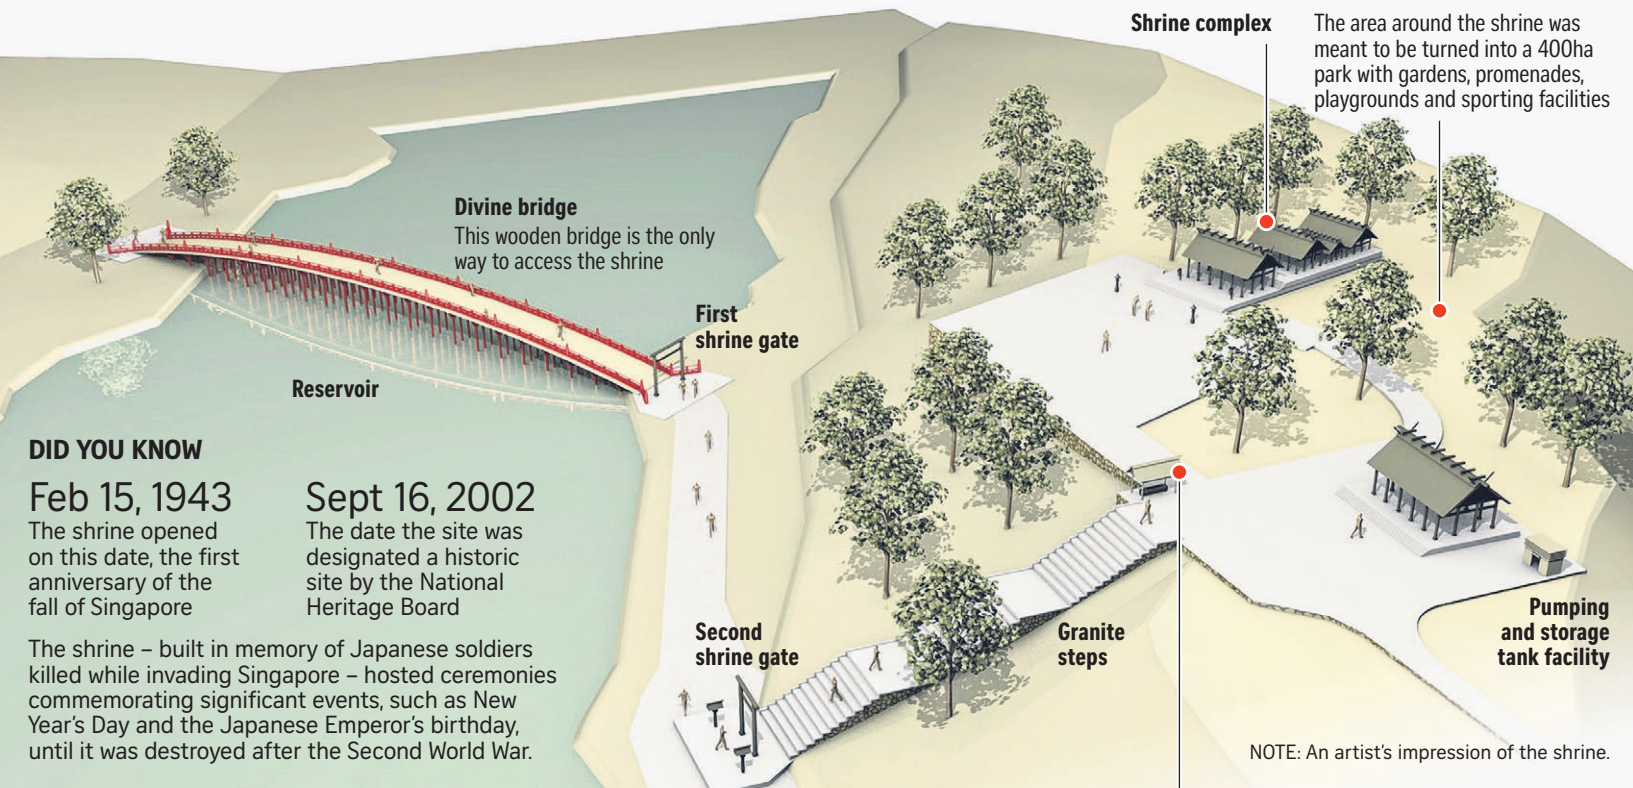 Shrine complex
The area around the shrine was
meant to be turned into a 400ha
park with gardens, promenades,
playgrounds and sporting facilities
Divine bridge
This wooden bridge is the only
way to access the shrine
First
shrine gate
Reservoir
DID YOU KNOW
Feb 15, 1943
The shrine opened
on this date, the first
anniversary of the
fall of Singapore
Sept 16, 2002
The date the site was
designated a historic
site by the National
Heritage Board
The shrine – built in memory of Japanese soldiers
killed while invading Singapore – hosted ceremonies
commemorating significant events, such as New
Year’s Day and the Japanese Emperor’s birthday,
until it was destroyed after the Second World War.
Second
shrine gate
Granite
steps
Pumping
and storage
tank facility
NOTE: An artist’s impression of the shrine.